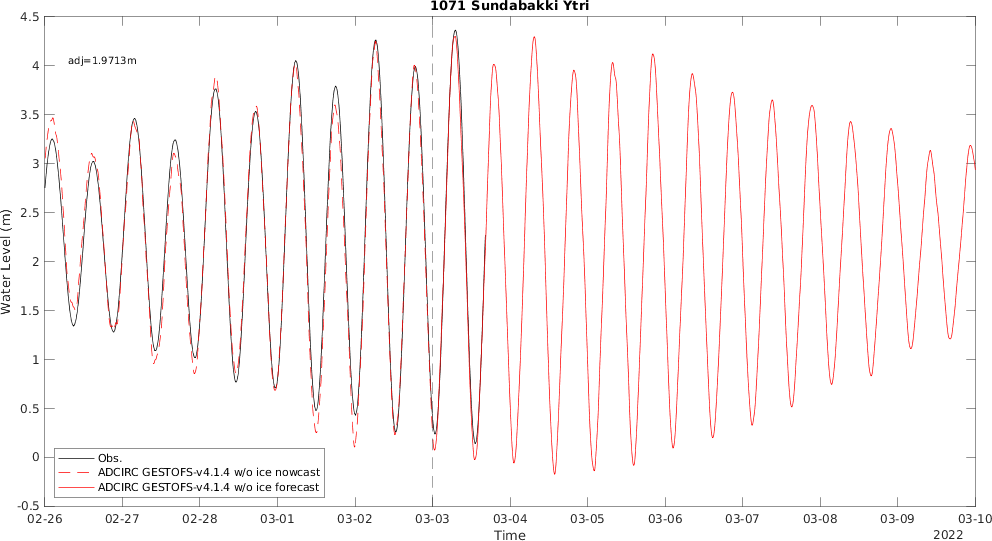 1071 Sundabakki Ytri
adj=1.9713m
4.5
4
3.5
3
2.5
2
1.5
1
0.5
0
-0.5
Water Level (m)
Obs.
ADCIRC GESTOFS-v4.1.4 w/o ice nowcast
ADCIRC GESTOFS-v4.1.4 w/o ice forecast
02-26 02-27 02-28 03-01 03-02 03-03 03-04 03-05 03-06 03-07 03-08 03-09 03-10
Time
2022